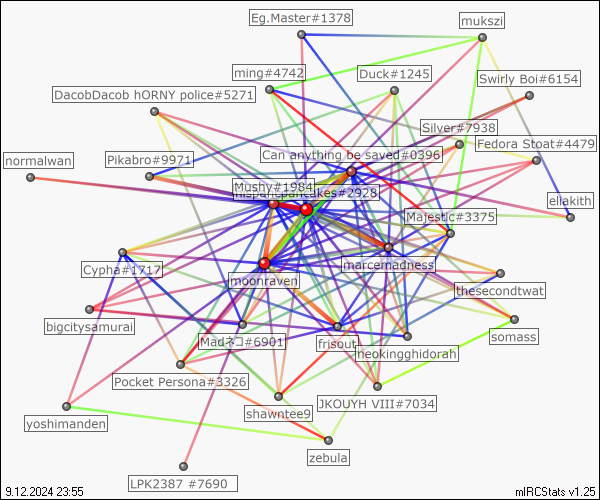 Eg.Master#1378
mukszi
ming#4742
Duck#1245
Swirly Boi#6154
DacobDacob hORNY police#5271
Silver#7938
Fedora Stoat#4479
normalwan
Pikabro#9971
Can anything be saved#0396
Mushy#1984
hispanicpancakes#2928
ellakith
Majestic#3375
Cypha#1717
moonraven
marcernadness
thesecondtwat
bigcitysamurai
Madネコ#6901
frisout
neokingghidorah
somass
Pocket Persona#3326
shawntee9
JKOUYH VIII#7034
yoshimanden
zebula
LPK2387 #7690
9.12.2024 23:55
mIRCStats v1.25